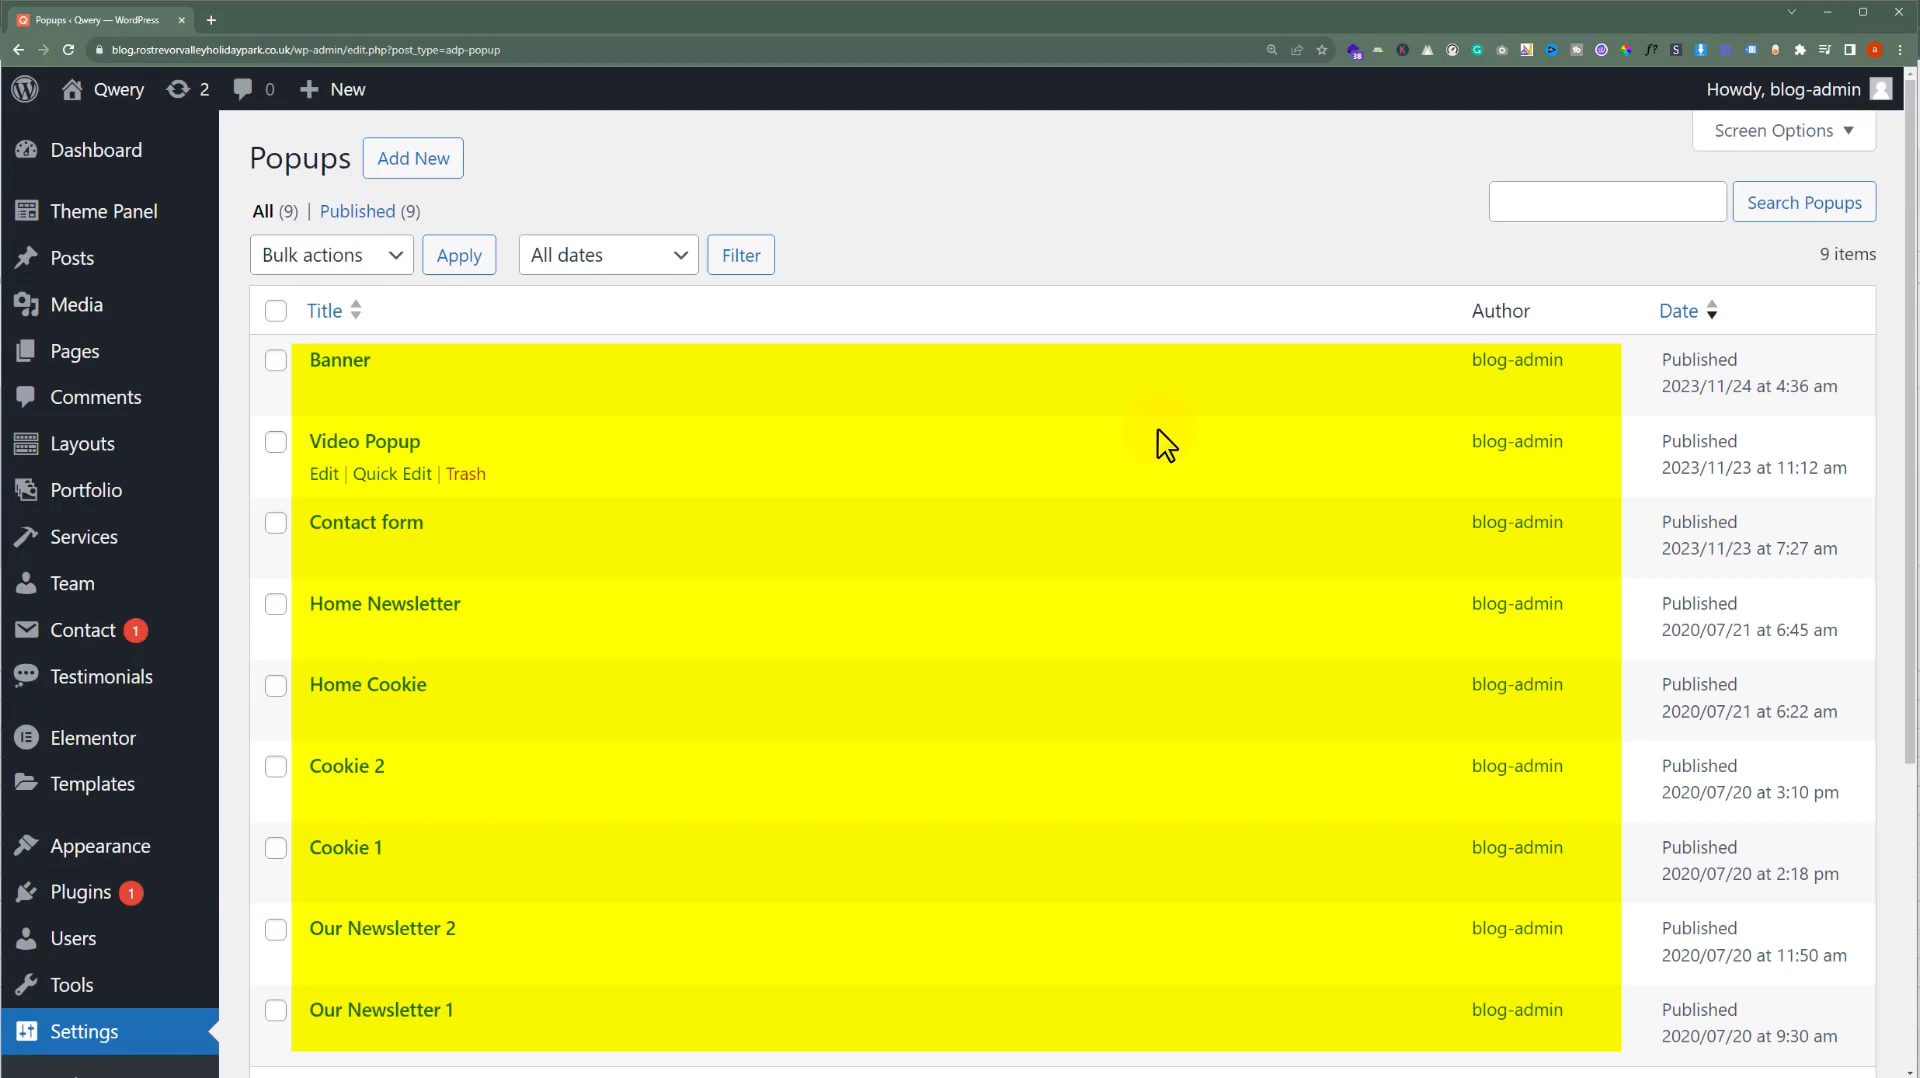 Popups ‹ Qwery — WordPress
blog.rostrevorvalleyholidaypark.co.uk/wp-admin/edit.php?post_type=adp-popup
Qwery 2 0 New
Howdy, blog-admin
Screen Options
Dashboard
Theme Panel
Posts
Media
Pages
Comments
Layouts
Portfolio
Services
Team
Contact 1
Testimonials
Elementor
Templates
Appearance
Plugins 1
Users
Tools
Settings
Popups Add New
All (9) | Published (9)
Search Popups
Bulk actions Apply All dates Filter
9 items
Title Author Date
Banner blog-admin Published
2023/11/24 at 4:36 am
Video Popup blog-admin Published
Edit | Quick Edit | Trash 2023/11/23 at 11:12 am
Contact form blog-admin Published
2023/11/23 at 7:27 am
Home Newsletter blog-admin Published
2020/07/21 at 6:45 am
Home Cookie blog-admin Published
2020/07/21 at 6:22 am
Cookie 2 blog-admin Published
2020/07/20 at 3:10 pm
Cookie 1 blog-admin Published
2020/07/20 at 2:18 pm
Our Newsletter 2 blog-admin Published
2020/07/20 at 11:50 am
Our Newsletter 1 blog-admin Published
2020/07/20 at 9:30 am